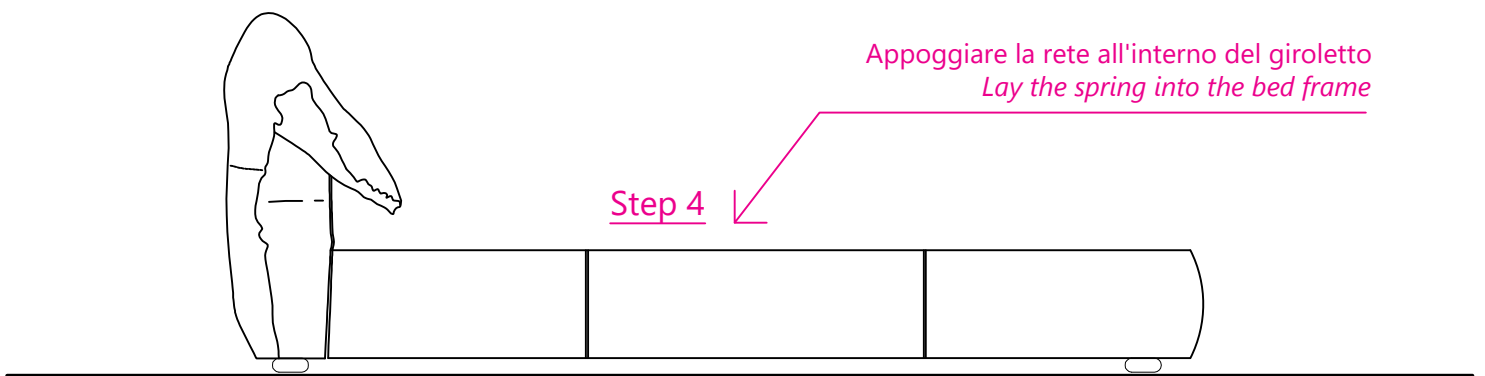 Appoggiare la rete all'interno del giroletto
Lay the spring into the bed frame
Step 4